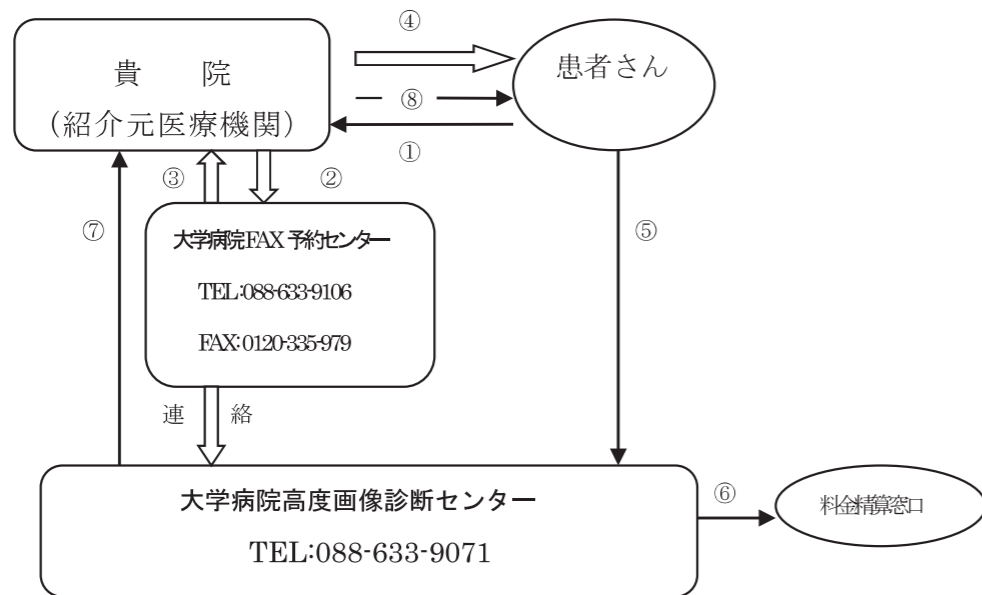 ④
貴　　院
(紹介元医療機関)
患者さん
⑧
①
③
②
⑦
⑤
大学病院FAX 予約センター
TEL:088-633-9106
FAX:0120-335-979
連　絡
大学病院高度画像診断センター
TEL:088-633-9071
⑥
料金精算窓口